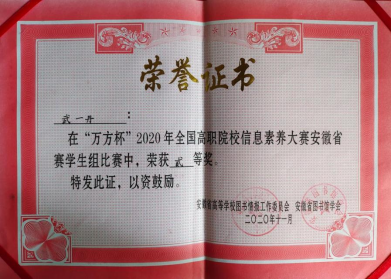 荣誉证书
武一丹：
在“万方杯”2020年全国高职院校信息素养大赛安徽省
赛学生组比赛中，荣获 贰 等奖。
特发此证，以资鼓励。
安徽省高等学校图书情报工作委员会 安徽省图书馆学会
二〇二〇年十一月